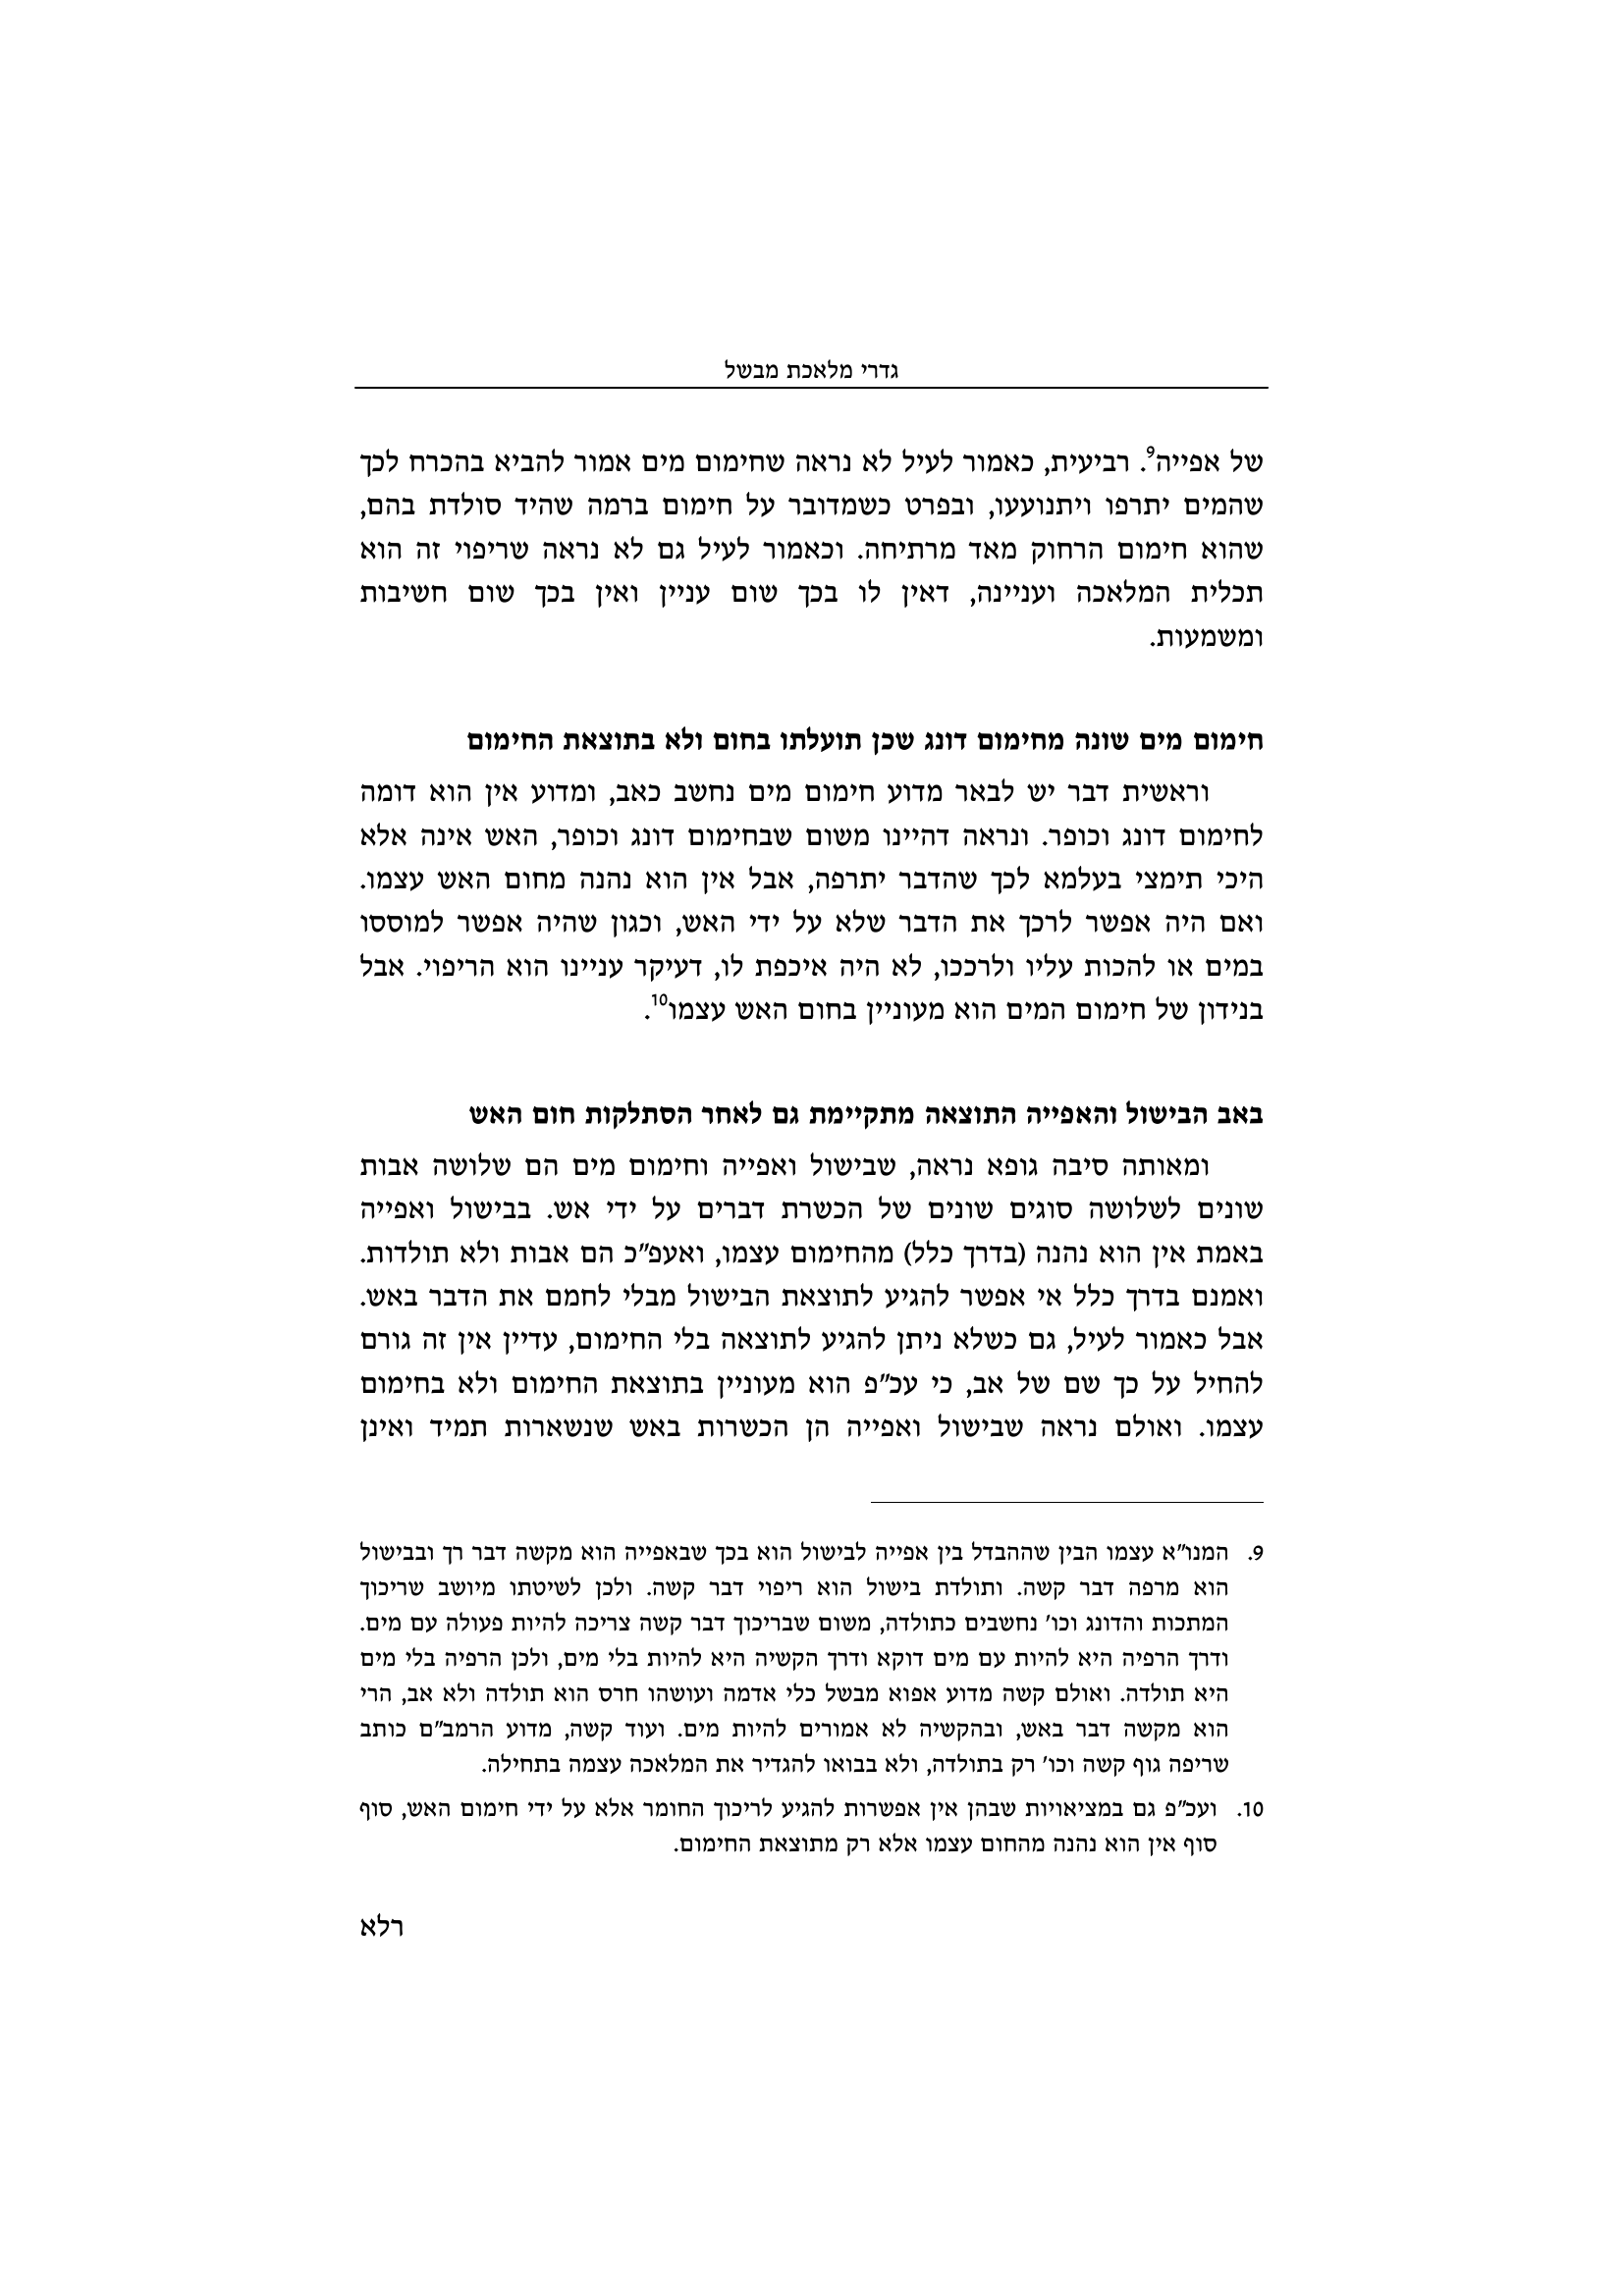 גדרי מלאכת מבשל
של אפייה⁹. רביעית, כאמור לעיל לא נראה שחימום מים אמור להביא בהכרח לכך
שהמים יתרפו ויתנועעו, ובפרט כשמדובר על חימום ברמה שהיד סולדת בהם,
שהוא חימום הרחוק מאד מרתיחה. וכאמור לעיל גם לא נראה שריפוי זה הוא
תכלית המלאכה ועניינה, דאין לו בכך שום עניין ואין בכך שום חשיבות
ומשמעות.
חימום מים שונה מחימום דונג שכן תועלתו בחום ולא בתוצאת החימום
וראשית דבר יש לבאר מדוע חימום מים נחשב כאב, ומדוע אין הוא דומה
לחימום דונג וכופר. ונראה דהיינו משום שבחימום דונג וכופר, האש אינה אלא
היכי תימצי בעלמא לכך שהדבר יתרפה, אבל אין הוא נהנה מחום האש עצמו.
ואם היה אפשר לרכך את הדבר שלא על ידי האש, וכגון שהיה אפשר למוססו
במים או להכות עליו ולרככו, לא היה איכפת לו, דעיקר עניינו הוא הריפוי. אבל
בנידון של חימום המים הוא מעוניין בחום האש עצמו¹⁰.
באב הבישול והאפייה התוצאה מתקיימת גם לאחר הסתלקות חום האש
ומאותה סיבה גופא נראה, שבישול ואפייה וחימום מים הם שלושה אבות
שונים לשלושה סוגים שונים של הכשרת דברים על ידי אש. בבישול ואפייה
באמת אין הוא נהנה (בדרך כלל) מהחימום עצמו, ואעפ״כ הם אבות ולא תולדות.
ואמנם בדרך כלל אי אפשר להגיע לתוצאת הבישול מבלי לחמם את הדבר באש.
אבל כאמור לעיל, גם כשלא ניתן להגיע לתוצאה בלי החימום, עדיין אין זה גורם
להחיל על כך שם של אב, כי עכ״פ הוא מעוניין בתוצאת החימום ולא בחימום
עצמו. ואולם נראה שבישול ואפייה הן הכשרות באש שנשארות תמיד ואינן
9. המנו״א עצמו הבין שההבדל בין אפייה לבישול הוא בכך שבאפייה הוא מקשה דבר רך ובבישול
הוא מרפה דבר קשה. ותולדת בישול הוא ריפוי דבר קשה. ולכן לשיטתו מיושב שריכוך
המתכות והדונג וכו׳ נחשבים כתולדה, משום שבריכוך דבר קשה צריכה להיות פעולה עם מים.
ודרך הרפיה היא להיות עם מים דוקא ודרך הקשיה היא להיות בלי מים, ולכן הרפיה בלי מים
היא תולדה. ואולם קשה מדוע אפוא מבשל כלי אדמה ועושהו חרס הוא תולדה ולא אב, הרי
הוא מקשה דבר באש, ובהקשיה לא אמורים להיות מים. ועוד קשה, מדוע הרמב״ם כותב
שריפה גוף קשה וכו׳ רק בתולדה, ולא בבואו להגדיר את המלאכה עצמה בתחילה.
10. ועכ״פ גם במציאויות שבהן אין אפשרות להגיע לריכוך החומר אלא על ידי חימום האש, סוף
סוף אין הוא נהנה מהחום עצמו אלא רק מתוצאת החימום.
רלא